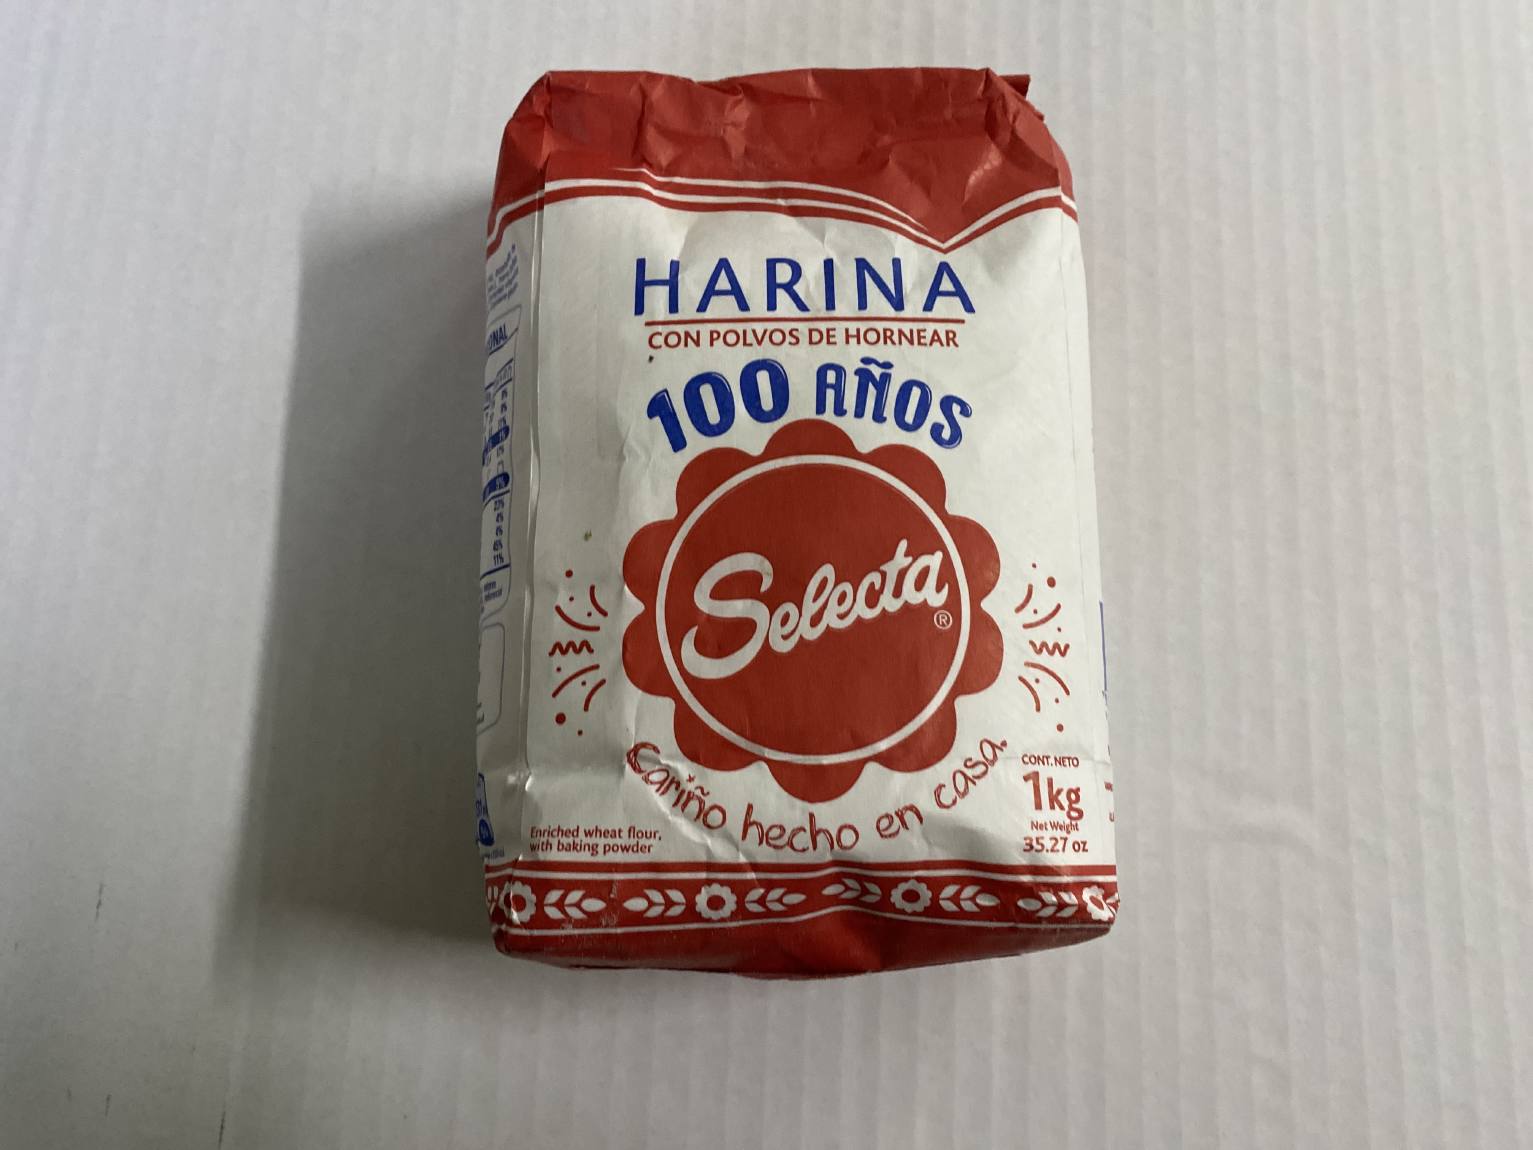 HARINA
CON POLVOS DE HORNEAR
100 AÑOS
Selecta
®
Cariño hecho en casa.
CONT. NETO
1kg
Net Weight
35.27 oz
Enriched wheat flour,
with baking powder